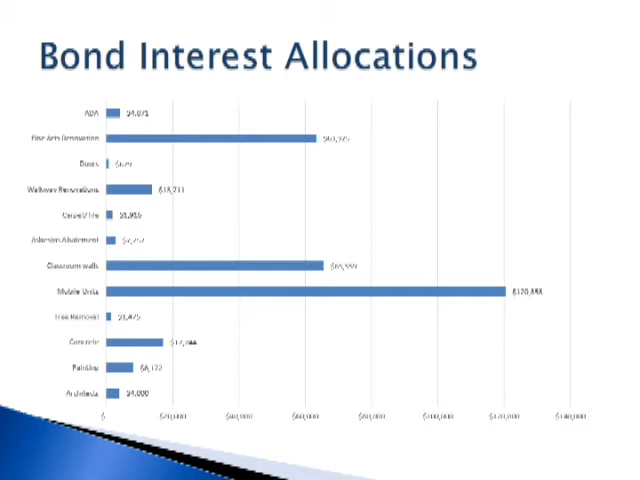 Bond Interest Allocations
ADA $4,071
Fine Arts Renovation
Doors
Walkway Renovations
Carpet/Tile $1,916
Asbestos Abatement
Classroom walls
Mobile Units
Tree Removal $1,475
Concrete
Painting $8,172
Architects $4,000
$20,000 $40,000 $60,000 $80,000 $100,000 $120,000 $140,000